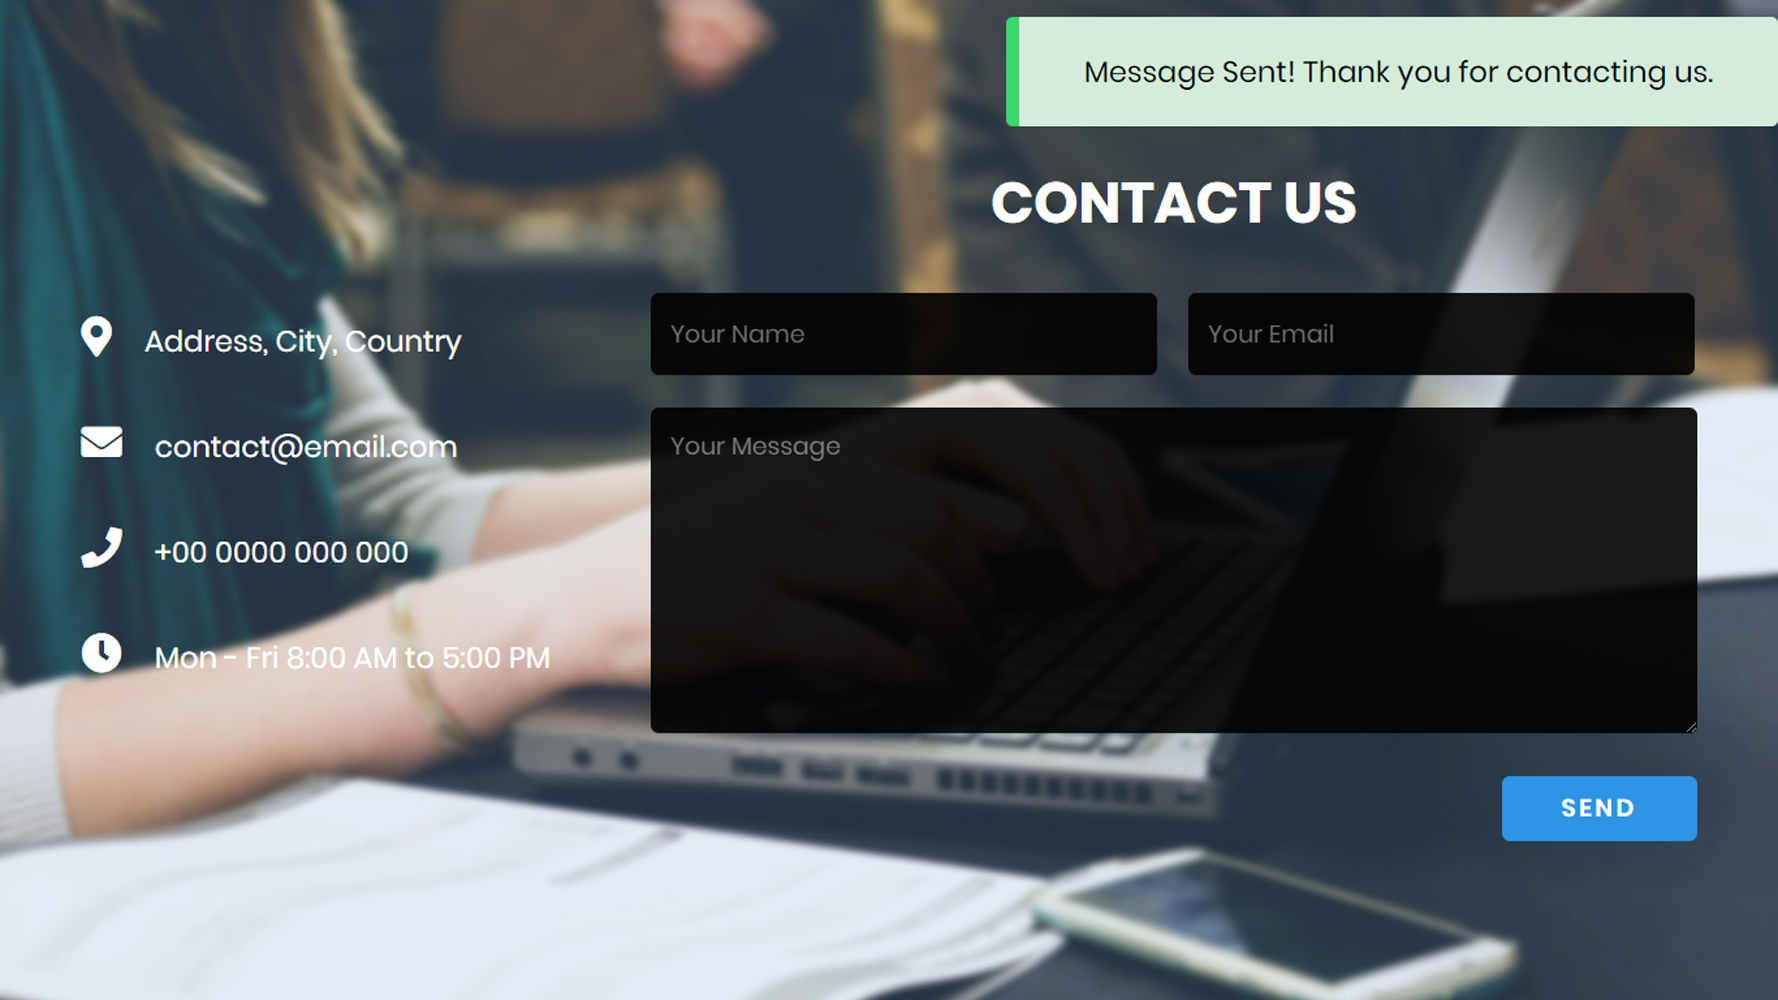 Message Sent! Thank you for contacting us.
CONTACT US
Address, City, Country
contact@email.com
+00 0000 000 000
Mon - Fri 8:00 AM to 5:00 PM
Your Name
Your Email
Your Message
SEND